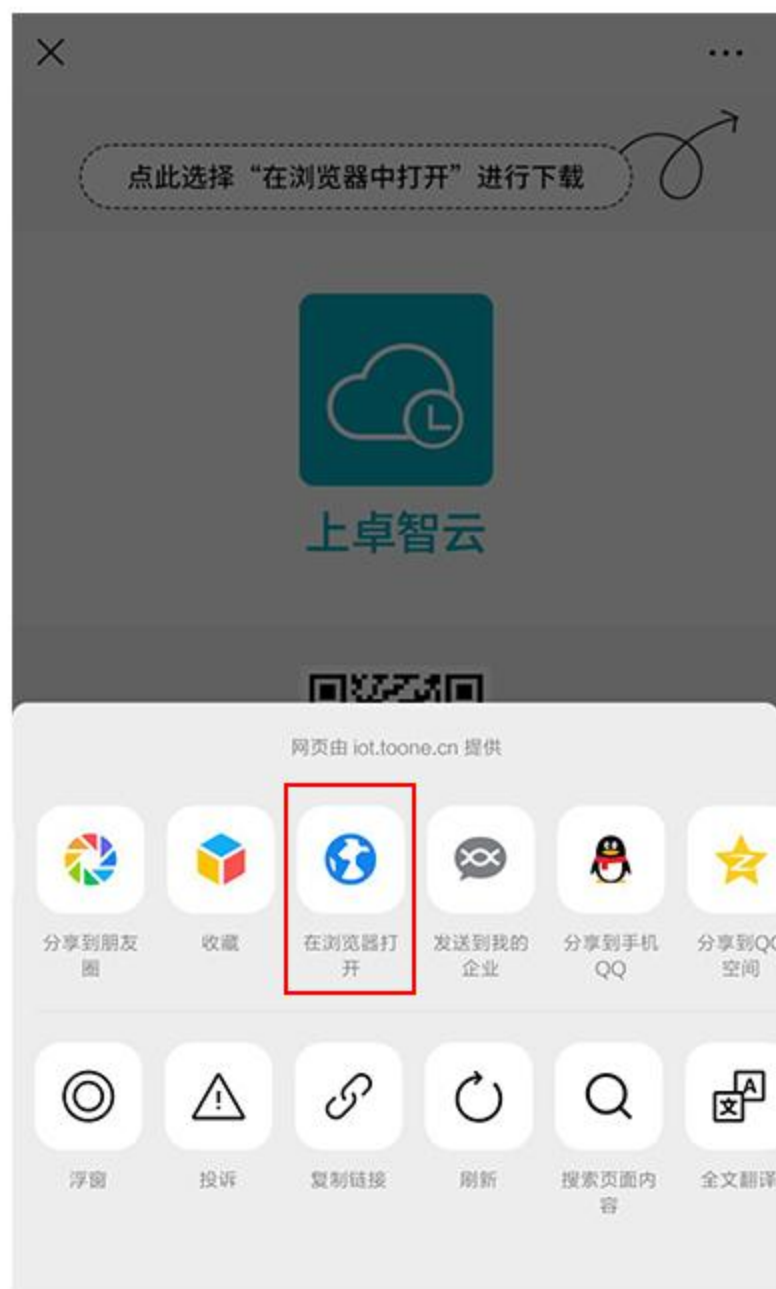 点此选择“在浏览器中打开”进行下载
上卓智云
网页由 iot.toone.cn 提供
分享到朋友
圈
收藏
在浏览器打
开
发送到我的
企业
分享到手机
QQ
分享到QQ
空间
浮窗
投诉
复制链接
刷新
搜索页面内
容
全文翻译